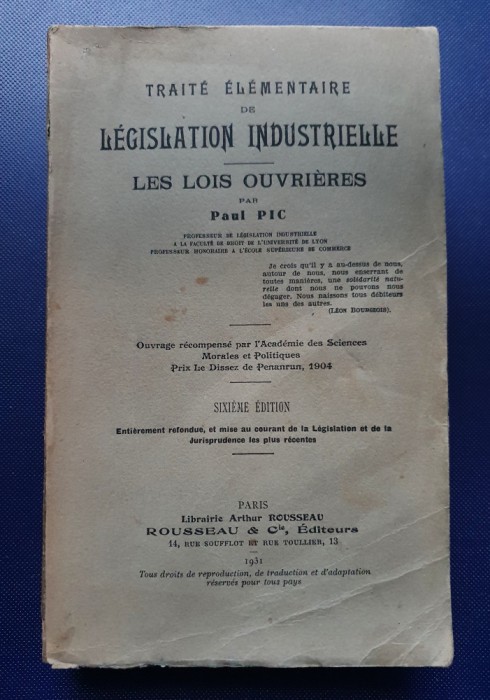 TRAITÉ ÉLÉMENTAIRE
DE
LÉGISLATION INDUSTRIELLE
LES LOIS OUVRIÈRES
PAR
Paul PIC
PROFESSEUR DE LÉGISLATION INDUSTRIELLE
A LA FACULTÉ DE DROIT DE L'UNIVERSITÉ DE LYON
PROFESSEUR HONORAIRE A L'ÉCOLE SUPÉRIEURE DE COMMERCE
Je crois qu'il y a au-dessus de nous,
autour de nous, nous enserrant de
toutes manières, une solidarité natu-
relle dont nous ne pouvons nous
dégager. Nous naissons tous débiteurs
les uns des autres.
(LÉON BOURGEOIS).
Ouvrage récompensé par l'Académie des Sciences
Morales et Politiques
Prix Le Dissez de Penanrun, 1904
SIXIÈME ÉDITION
Entièrement refondue, et mise au courant de la Législation et de la
Jurisprudence les plus récentes
PARIS
Librairie Arthur ROUSSEAU
ROUSSEAU & Cie, Éditeurs
14, RUE SOUFFLOT ET RUE TOULLIER, 13
1931
Tous droits de reproduction, de traduction et d'adaptation
réservés pour tous pays